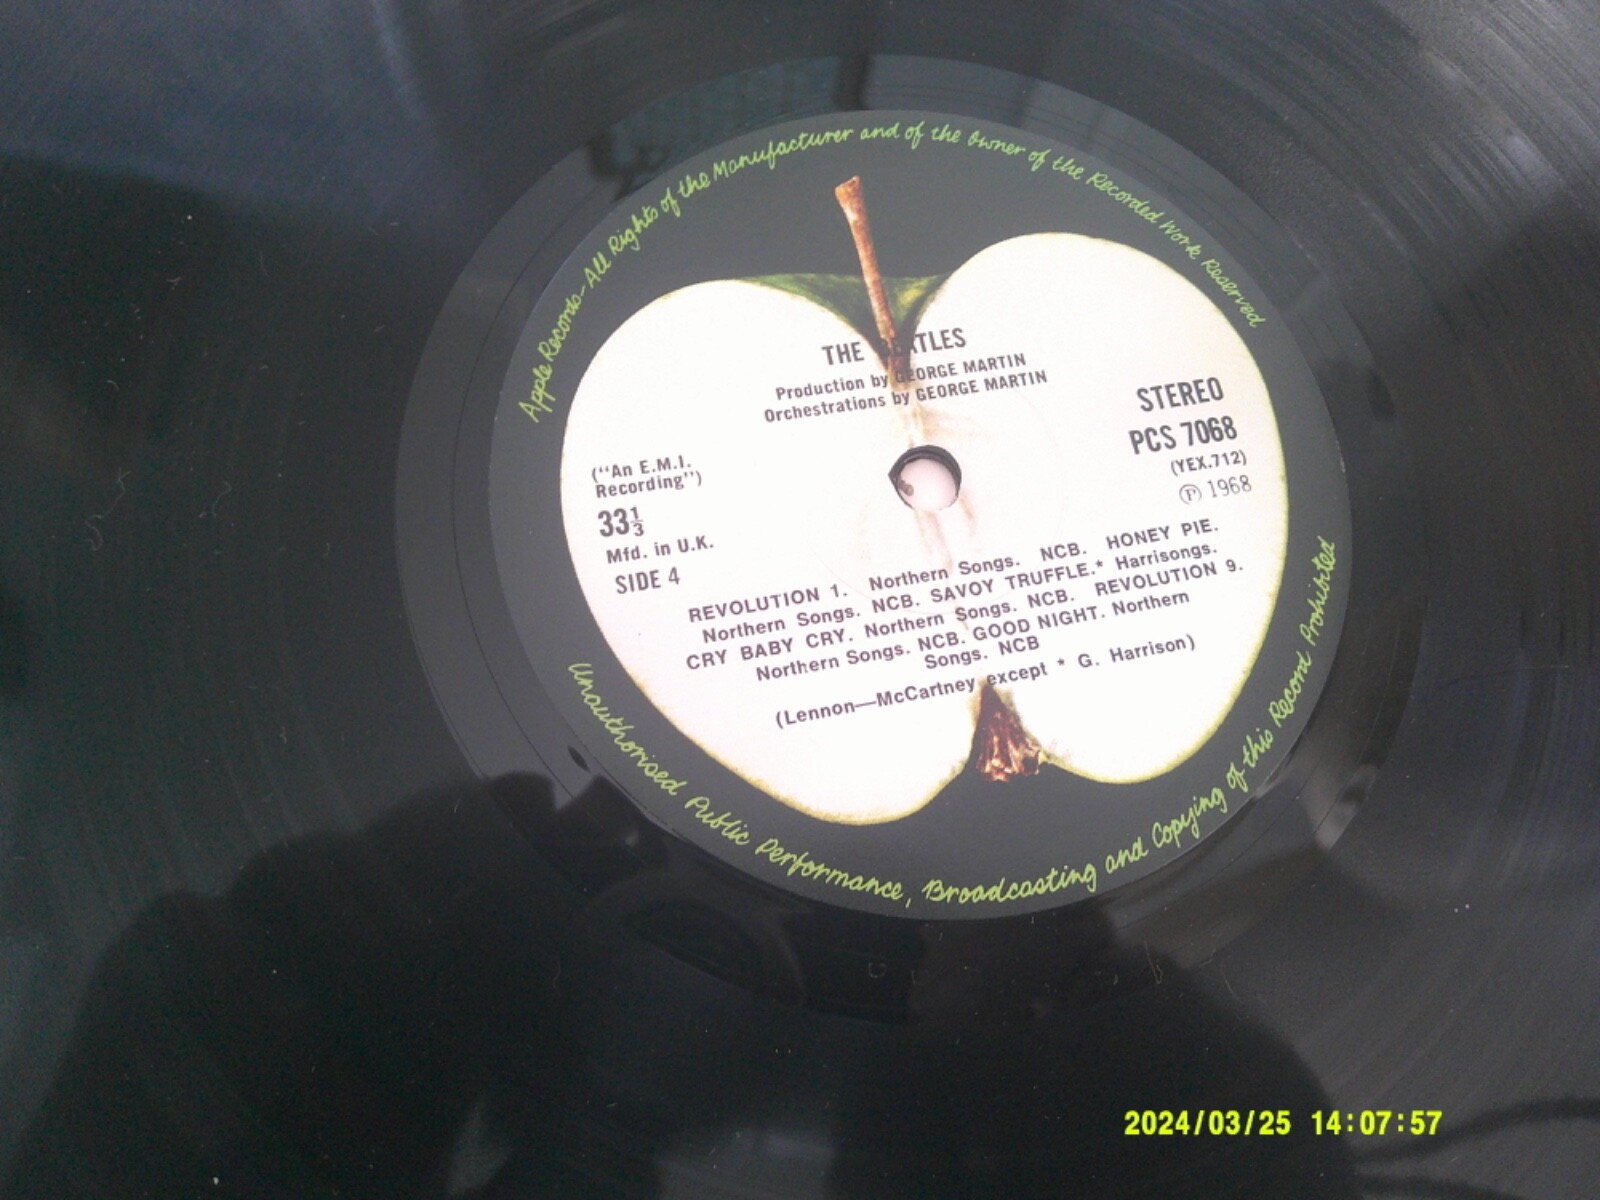 Apple Records-All Rights of the Manufacturer and of the Owner of the Recorded Work Reserved
THE BEATLES
Production by GEORGE MARTIN
Orchestrations by GEORGE MARTIN
STEREO
PCS 7068
(YEX.712)
Ⓟ 1968
("An E.M.I.
Recording")
33⅓
Mfd. in U.K.
SIDE 4
REVOLUTION 1. Northern Songs. NCB. HONEY PIE.
Northern Songs. NCB. SAVOY TRUFFLE.* Harrisongs.
CRY BABY CRY. Northern Songs. NCB. REVOLUTION 9.
Northern Songs. NCB. GOOD NIGHT. Northern
Songs. NCB
(Lennon—McCartney except * G. Harrison)
Unauthorised Public Performance, Broadcasting and Copying of this Record Prohibited
2024/03/25 14:07:57